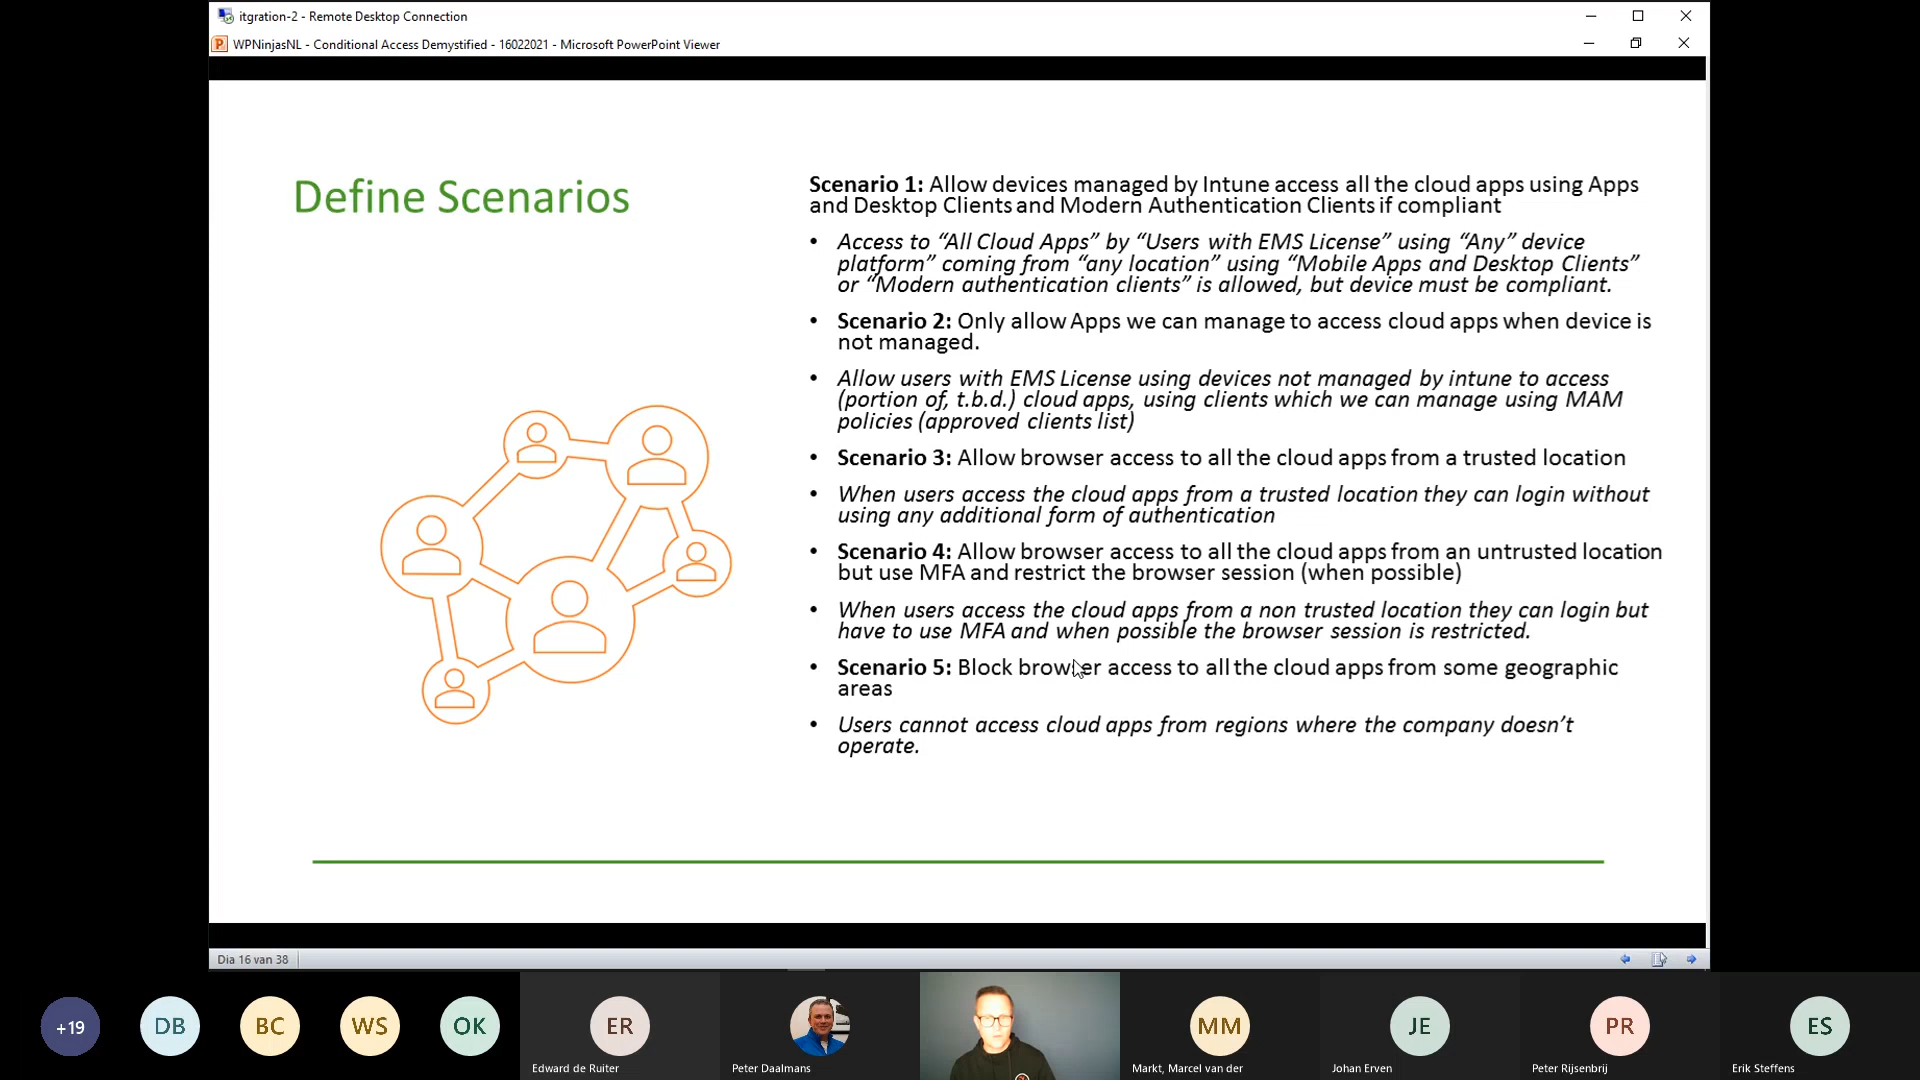 itgration-2 - Remote Desktop Connection
WPNinjasNL - Conditional Access Demystified - 16022021 - Microsoft PowerPoint Viewer
Define Scenarios
Scenario 1: Allow devices managed by Intune access all the cloud apps using Apps
and Desktop Clients and Modern Authentication Clients if compliant
• Access to “All Cloud Apps” by “Users with EMS License” using “Any” device
platform” coming from “any location” using “Mobile Apps and Desktop Clients”
or “Modern authentication clients” is allowed, but device must be compliant.
• Scenario 2: Only allow Apps we can manage to access cloud apps when device is
not managed.
• Allow users with EMS License using devices not managed by intune to access
(portion of, t.b.d.) cloud apps, using clients which we can manage using MAM
policies (approved clients list)
• Scenario 3: Allow browser access to all the cloud apps from a trusted location
• When users access the cloud apps from a trusted location they can login without
using any additional form of authentication
• Scenario 4: Allow browser access to all the cloud apps from an untrusted location
but use MFA and restrict the browser session (when possible)
• When users access the cloud apps from a non trusted location they can login but
have to use MFA and when possible the browser session is restricted.
• Scenario 5: Block browser access to all the cloud apps from some geographic
areas
• Users cannot access cloud apps from regions where the company doesn’t
operate.
Dia 16 van 38
+19
DB
BC
WS
OK
ER
Edward de Ruiter
Peter Daalmans
MM
Markt, Marcel van der
JE
Johan Erven
PR
Peter Rijsenbrij
ES
Erik Steffens